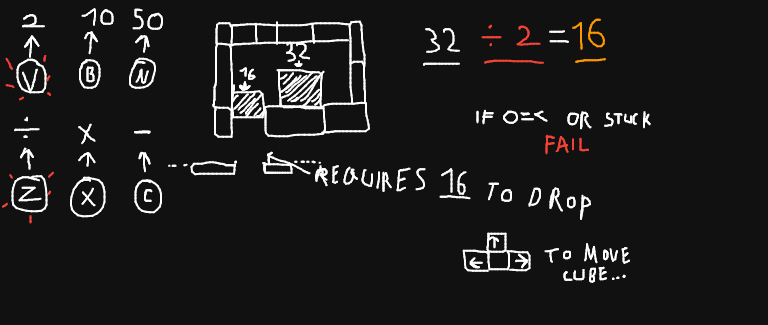 2 10 50
V B N
÷ × −
Z X C
32
16
32 ÷ 2 = 16
IF 0=< OR STUCK
FAIL
REQUIRES 16 TO DROP
TO MOVE
CUBE...